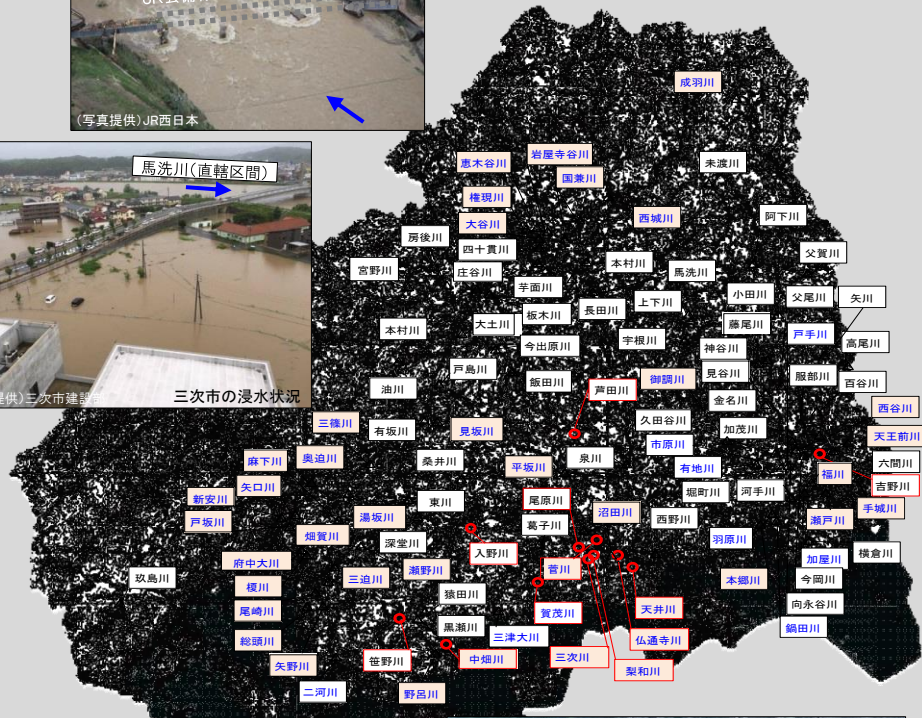 (写真提供)JR西日本
成羽川
岩屋寺谷川
恵木谷川
未渡川
国兼川
権現川
大谷川
西城川
阿下川
房後川
四十貫川
父賀川
宮野川
庄谷川
本村川
馬洗川
芋面川
小田川
父尾川
矢川
板木川
長田川
上下川
本村川
大土川
藤尾川
戸手川
今出原川
宇根川
神谷川
高尾川
戸島川
見谷川
飯田川
御調川
服部川
百谷川
油川
芦田川
金名川
西谷川
三篠川
有坂川
見坂川
久田谷川
加茂川
天王前川
市原川
麻下川
奥迫川
桑井川
平坂川
泉川
有地川
六間川
福川
吉野川
新安川
矢口川
東川
尾原川
堀町川
河手川
手城川
戸坂川
湯坂川
葛子川
沼田川
西野川
瀬戸川
畑賀川
深堂川
入野川
羽原川
横倉川
府中大川
加屋川
玖島川
榎川
三迫川
瀬野川
菅川
本郷川
今岡川
猿田川
向永谷川
尾崎川
賀茂川
天井川
黒瀬川
鍋田川
総頭川
三津大川
仏通寺川
矢野川
笹野川
中畑川
三次川
梨和川
二河川
野呂川
馬洗川(直轄区間)
三次市の浸水状況